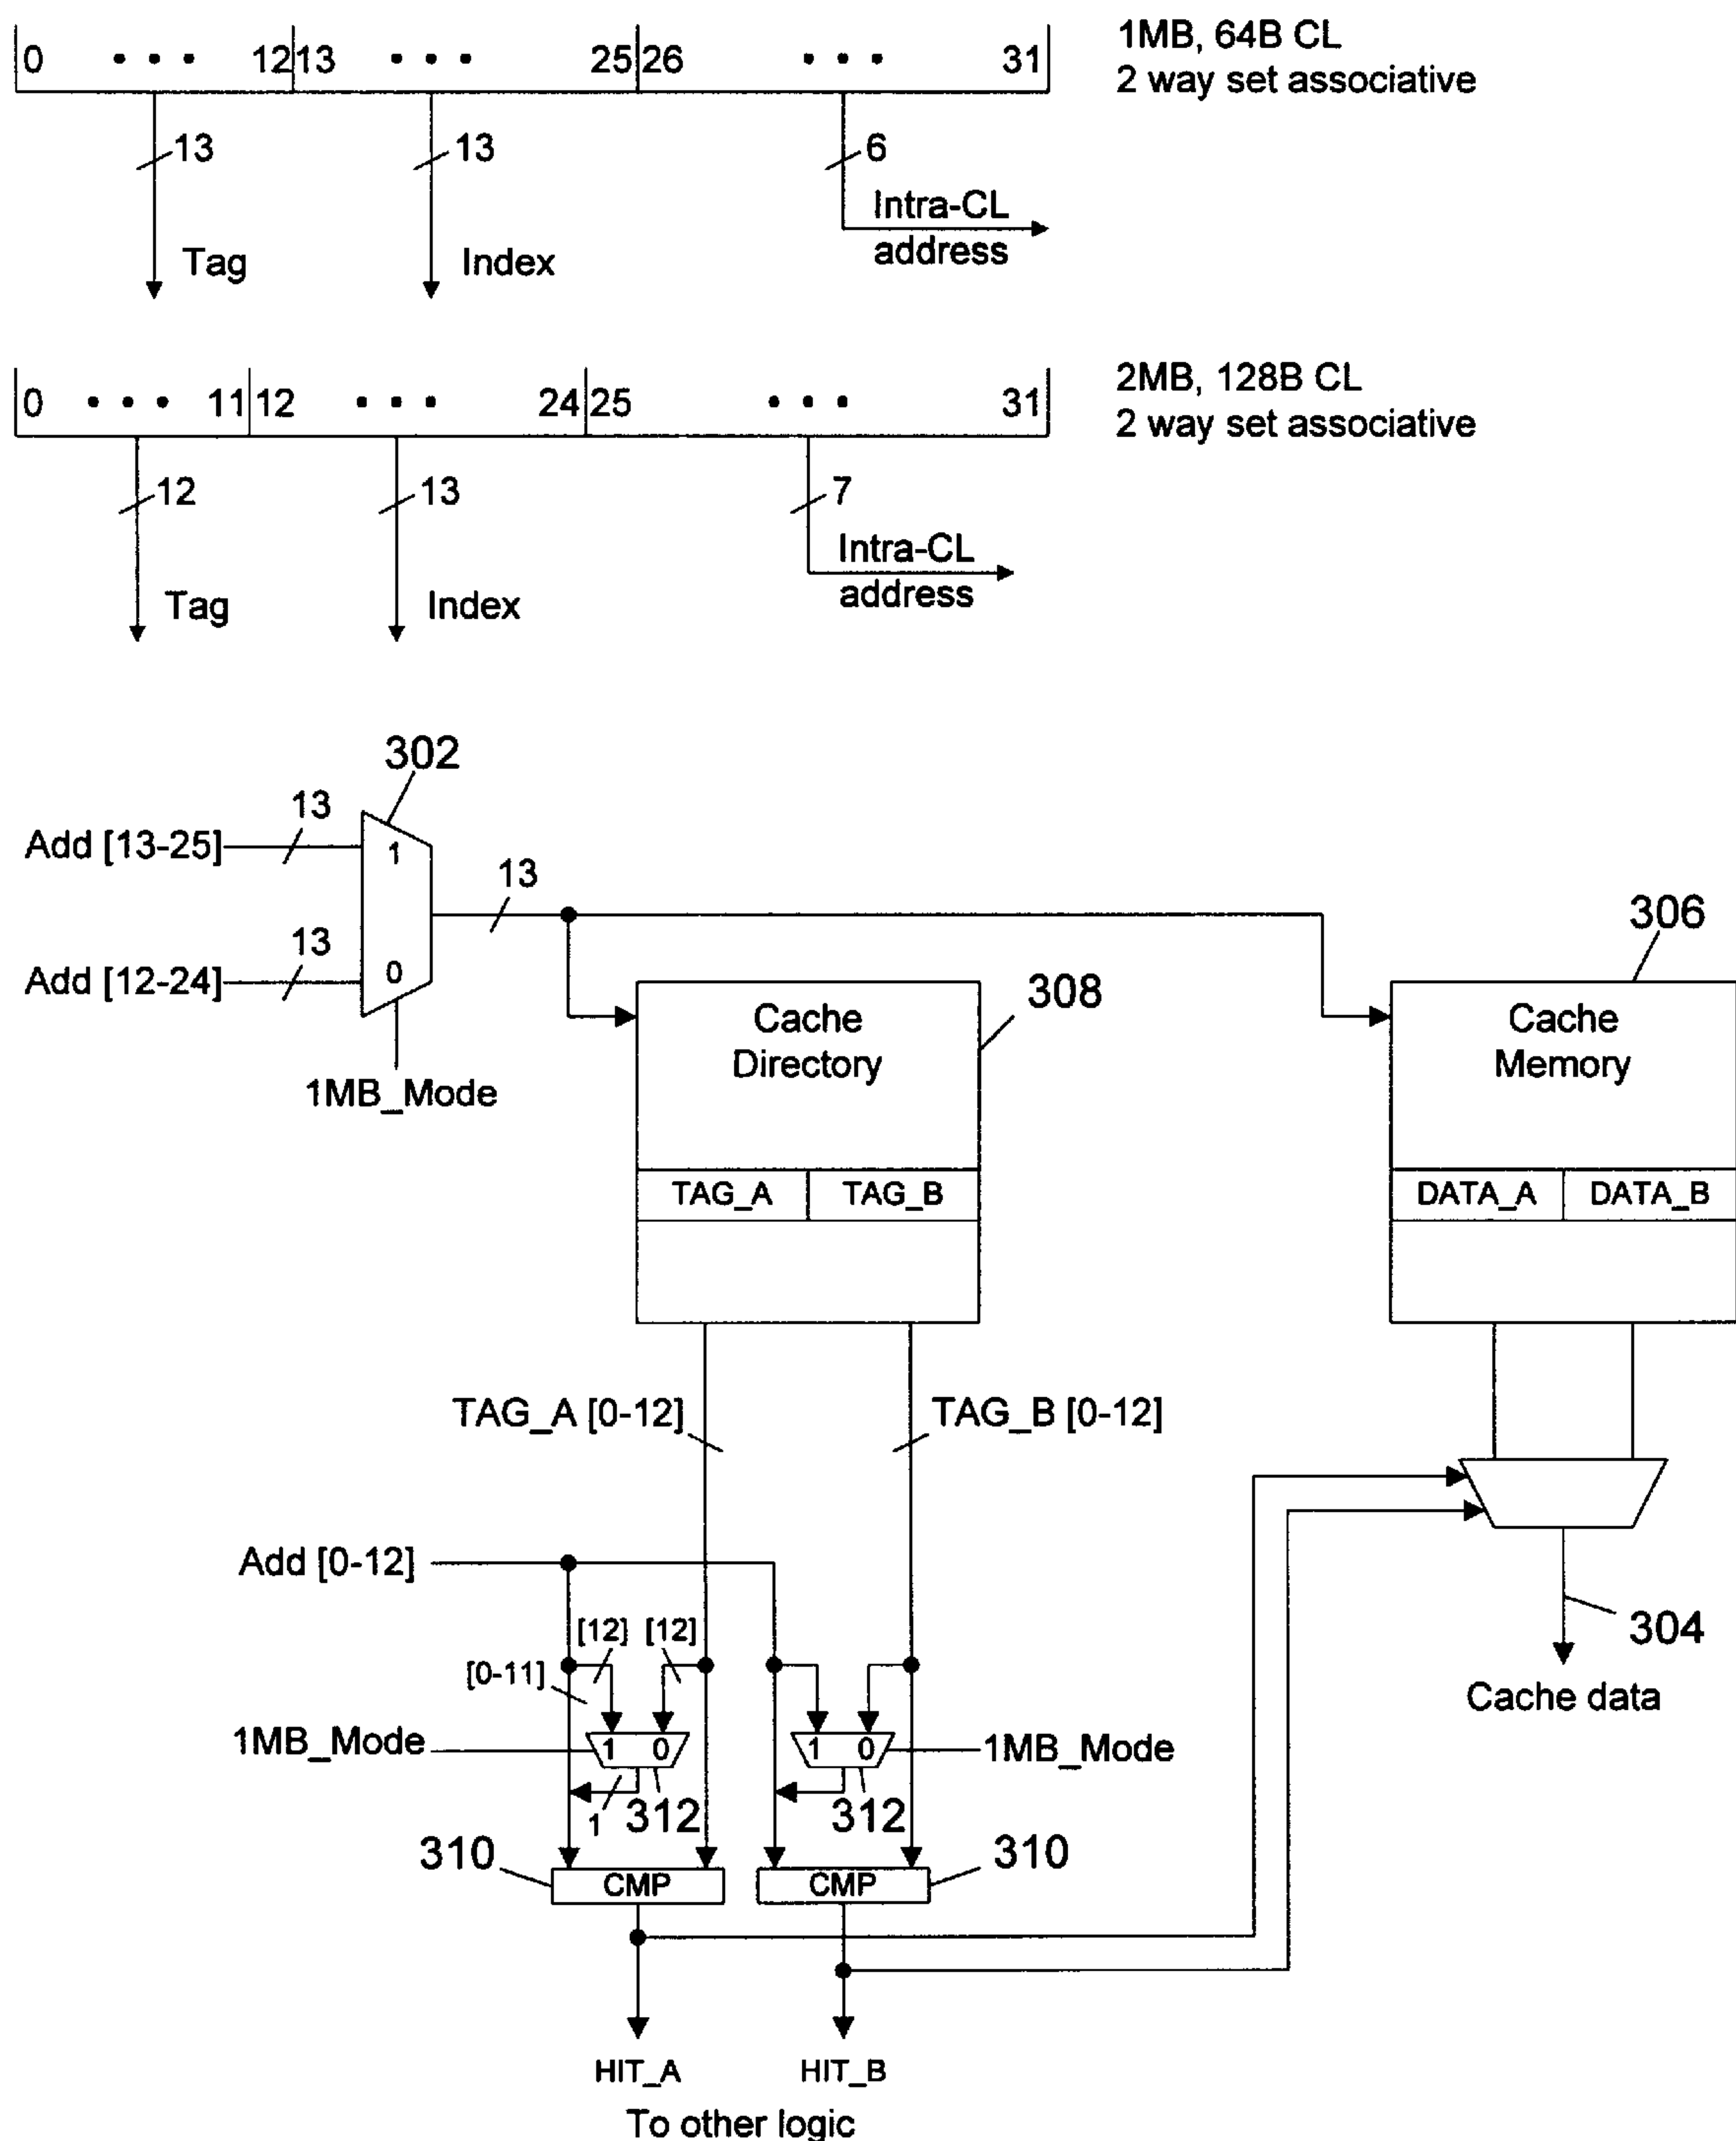 0 • • • 12 13 • • • 25 26 • • • 31
1MB, 64B CL
2 way set associative
13
13
6
Intra-CL
address
Tag
Index
0 • • • 11 12 • • • 24 25 • • • 31
2MB, 128B CL
2 way set associative
12
13
7
Intra-CL
address
Tag
Index
302
Add [13-25]
13
1
13
Add [12-24]
13
0
1MB_Mode
308
306
Cache
Directory
Cache
Memory
TAG_A TAG_B
DATA_A DATA_B
TAG_A [0-12]
TAG_B [0-12]
Add [0-12]
[12] [12]
[0-11]
304
Cache data
1MB_Mode
1 0
1 0
1MB_Mode
1
312
312
310
CMP
CMP
310
HIT_A
HIT_B
To other logic